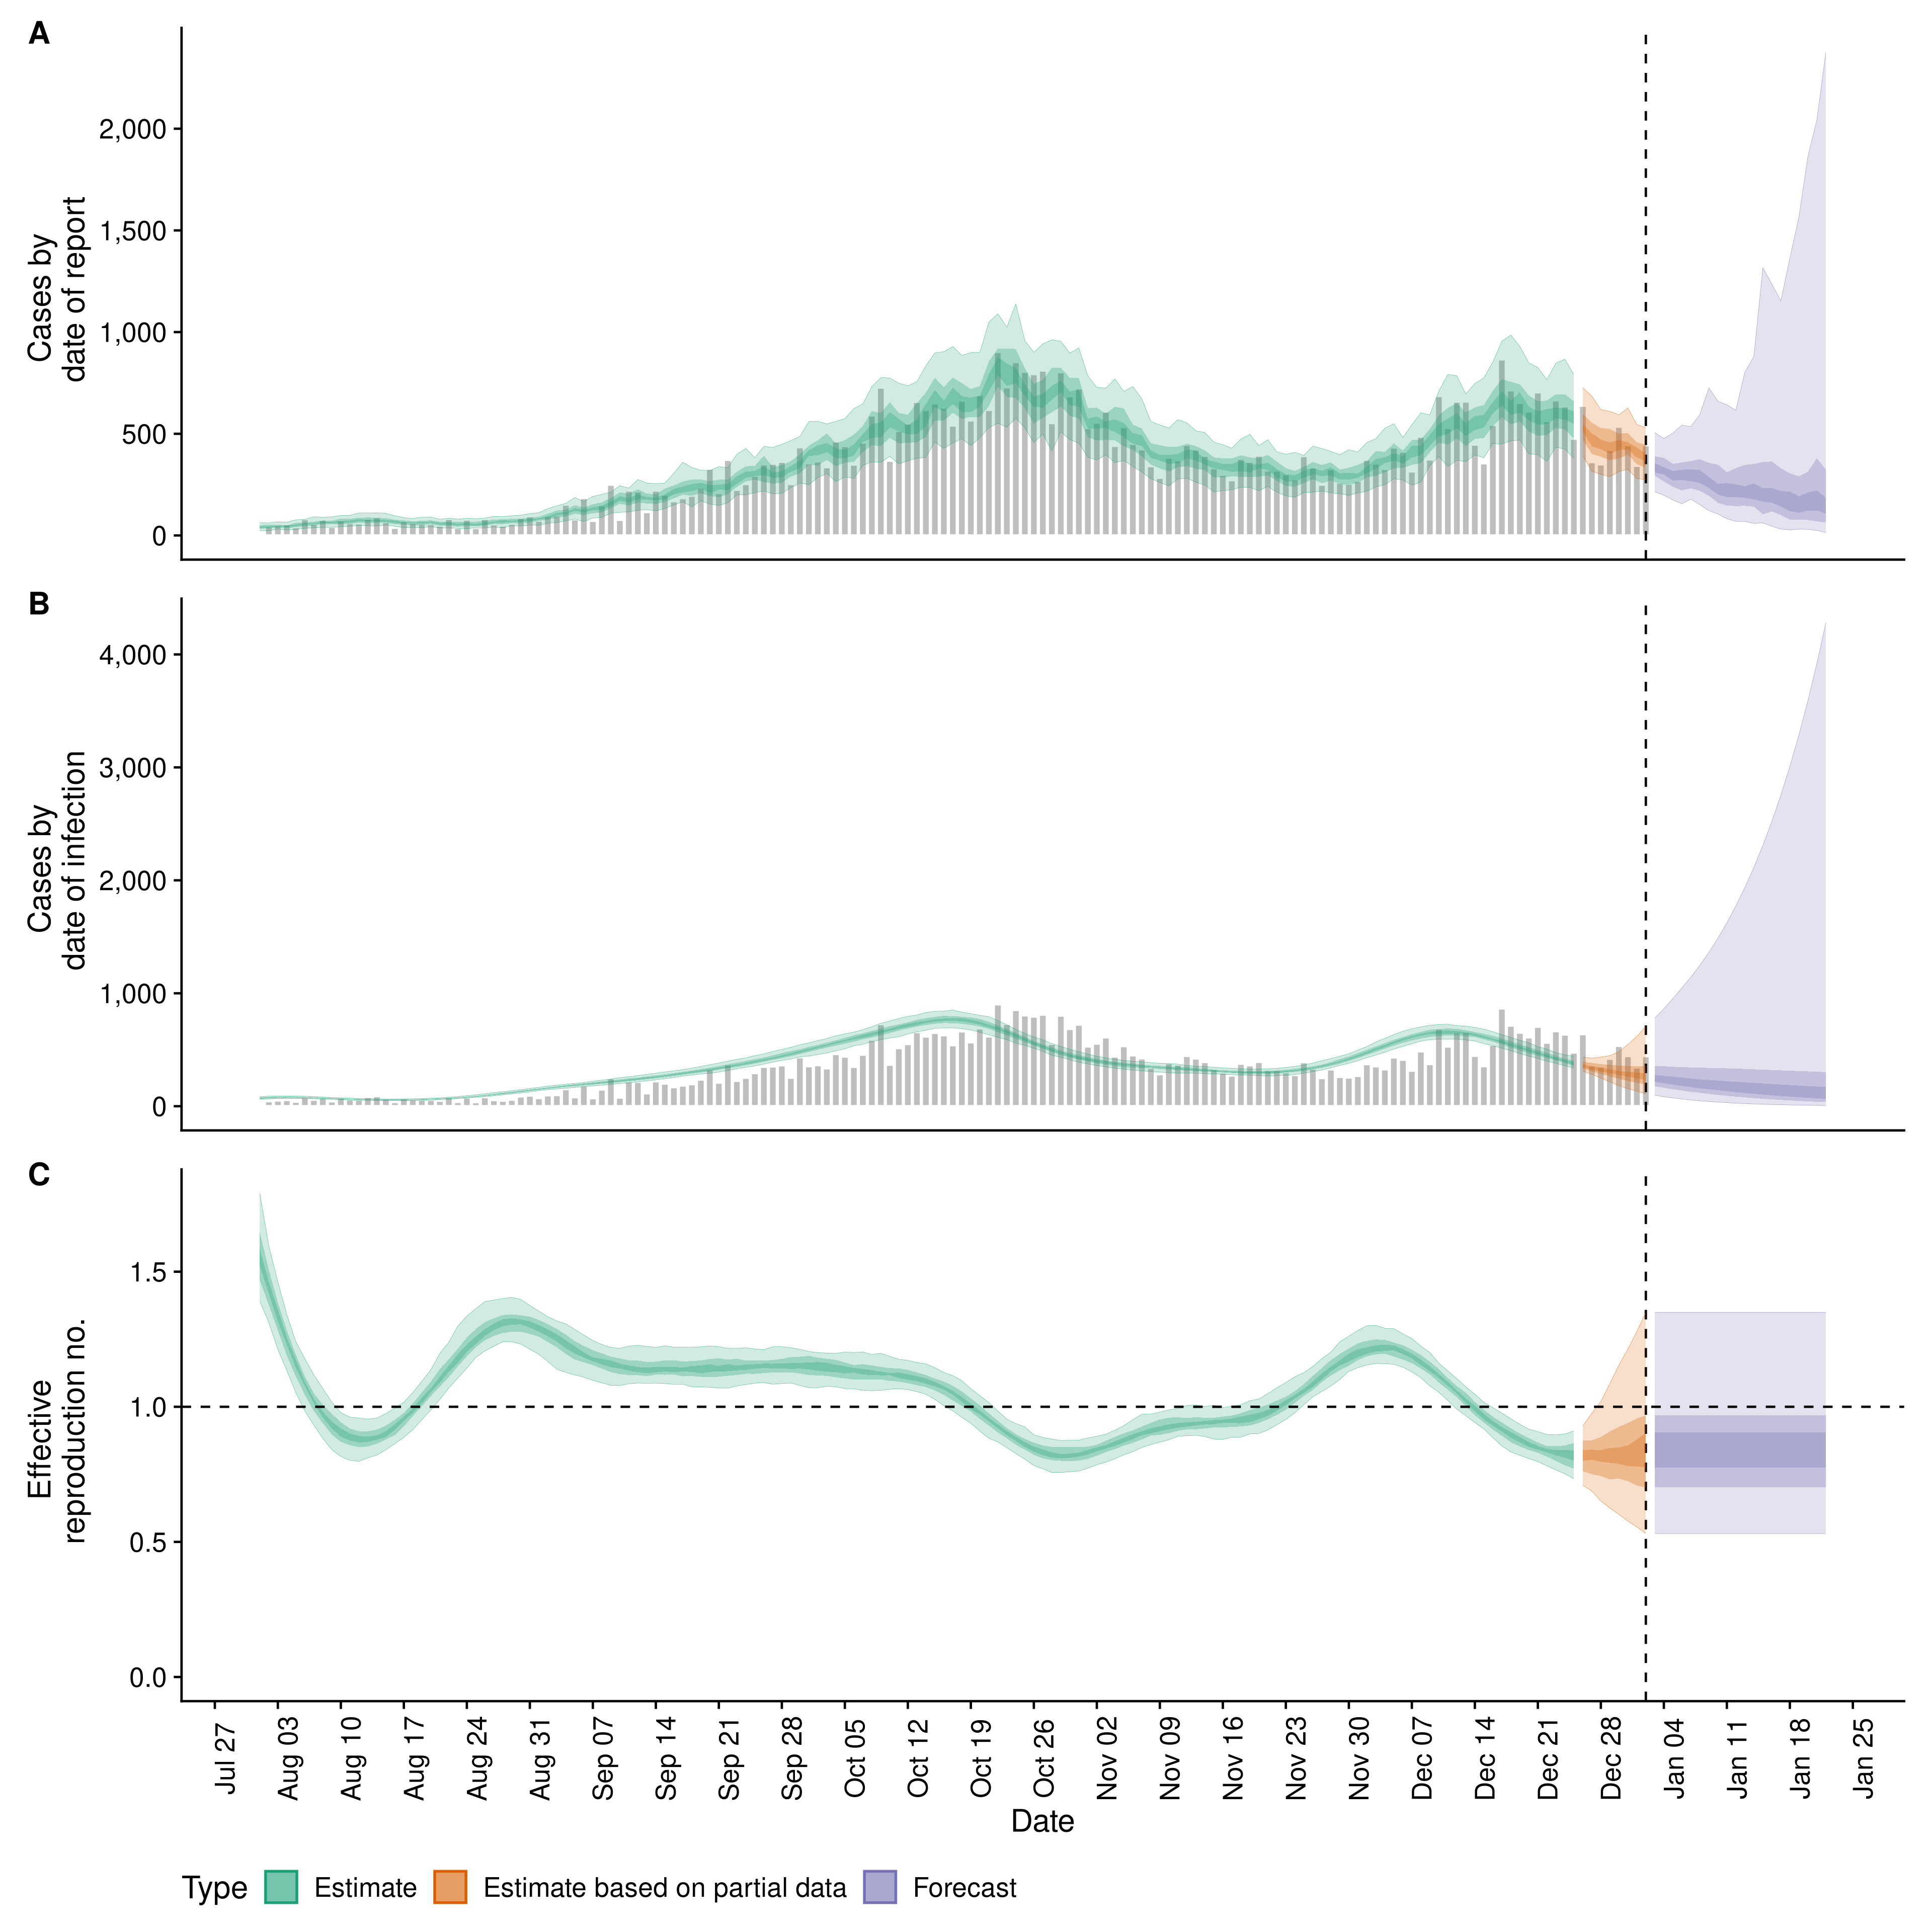 A
Cases by
date of report
2,000
1,500
1,000
500
0
B
Cases by
date of infection
4,000
3,000
2,000
1,000
0
C
Effective
reproduction no.
1.5
1.0
0.5
0.0
Jul 27
Aug 03
Aug 10
Aug 17
Aug 24
Aug 31
Sep 07
Sep 14
Sep 21
Sep 28
Oct 05
Oct 12
Oct 19
Oct 26
Nov 02
Nov 09
Nov 16
Nov 23
Nov 30
Dec 07
Dec 14
Dec 21
Dec 28
Jan 04
Jan 11
Jan 18
Jan 25
Date
Type Estimate Estimate based on partial data Forecast